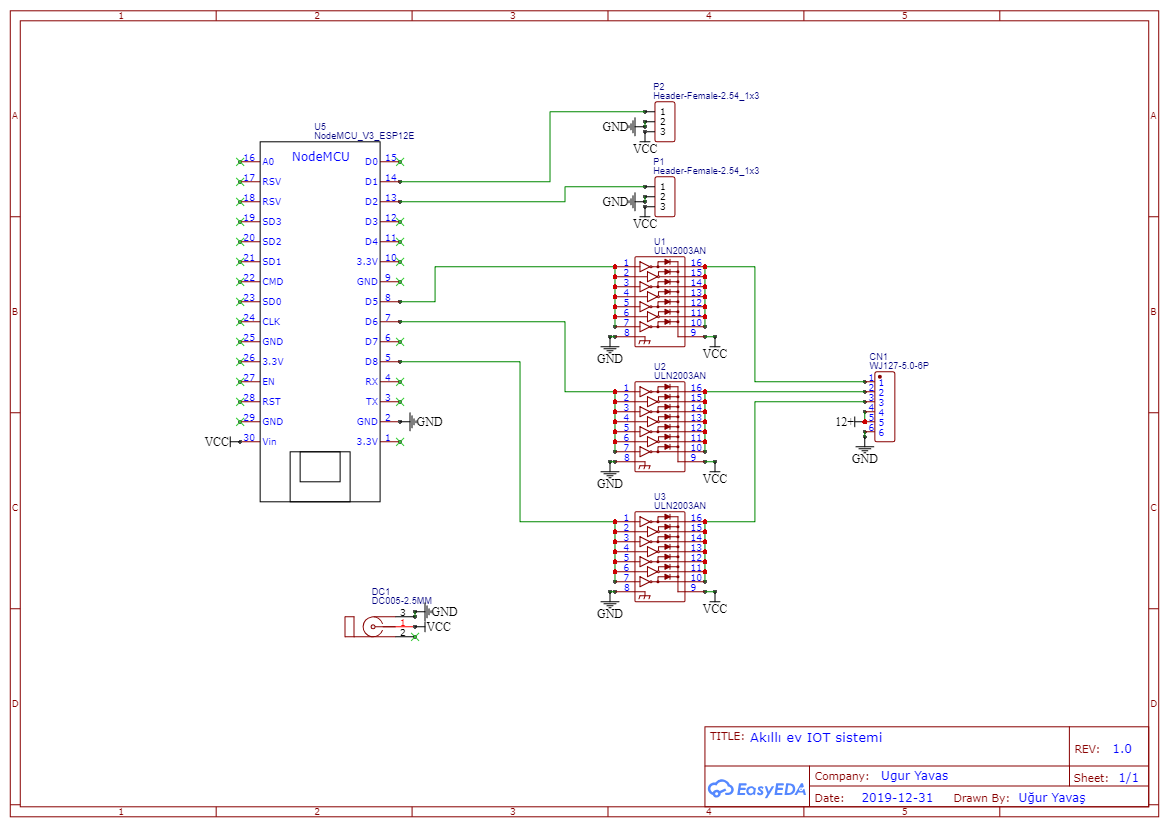 1 2 3 4 5
A A
B B
C C
D D
1 2 3 4 5
U5
NodeMCU_V3_ESP12E
NodeMCU
16 A0 D0 15
17 RSV D1 14
18 RSV D2 13
19 SD3 D3 12
20 SD2 D4 11
21 SD1 3.3V 10
22 CMD GND 9
23 SD0 D5 8
24 CLK D6 7
25 GND D7 6
26 3.3V D8 5
27 EN RX 4
28 RST TX 3
29 GND GND 2 GND
VCC 30 Vin 3.3V 1
P2
Header-Female-2.54_1x3
1
GND 2
3
VCC
P1
Header-Female-2.54_1x3
1
GND 2
3
VCC
U1
ULN2003AN
1 16
2 15
3 14
4 13
5 12
6 11
7 10
8 9
GND VCC
U2
ULN2003AN
1 16
2 15
3 14
4 13
5 12
6 11
7 10
8 9
GND VCC
U3
ULN2003AN
1 16
2 15
3 14
4 13
5 12
6 11
7 10
8 9
GND VCC
CN1
WJ127-5.0-6P
1 1
2 2
3 3
4 4
12+ 5 5
6 6
GND
DC1
DC005-2.5MM
3 GND
1 VCC
2
TITLE: Akıllı ev IOT sistemi
REV: 1.0
EasyEDA
Company: Ugur Yavas
Sheet: 1/1
Date: 2019-12-31 Drawn By: Uğur Yavaş